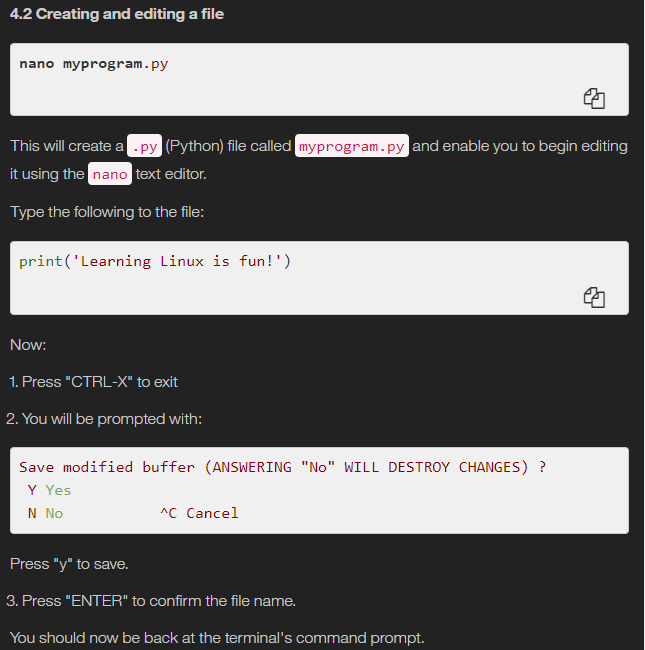 4.2 Creating and editing a file
nano myprogram.py
This will create a .py (Python) file called myprogram.py and enable you to begin editing
it using the nano text editor.
Type the following to the file:
print('Learning Linux is fun!')
Now:
1. Press "CTRL-X" to exit
2. You will be prompted with:
Save modified buffer (ANSWERING "No" WILL DESTROY CHANGES) ?
Y Yes
N No ^C Cancel
Press "y" to save.
3. Press "ENTER" to confirm the file name.
You should now be back at the terminal's command prompt.